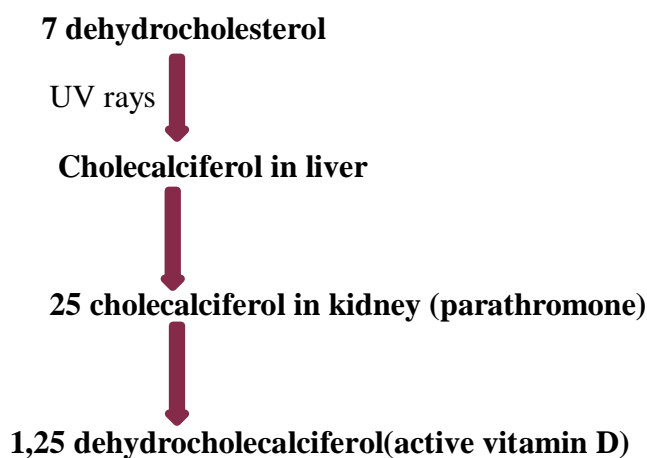 7 dehydrocholesterol
UV rays
Cholecalciferol in liver
25 cholecalciferol in kidney (parathromone)
1,25 dehydrocholecalciferol(active vitamin D)